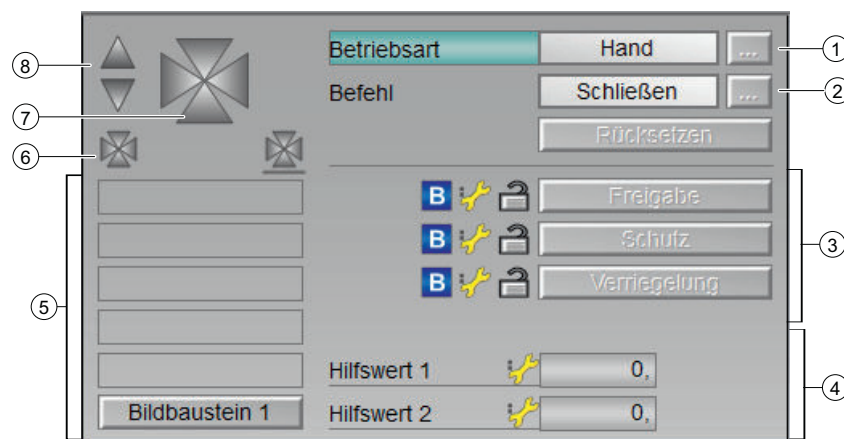 Betriebsart Hand ... 1
8
Befehl Schließen ... 2
7
Rücksetzen
6
B Freigabe
B Schutz 3
B Verriegelung
5
Hilfswert 1 0,
4
Bildbaustein 1 Hilfswert 2 0,